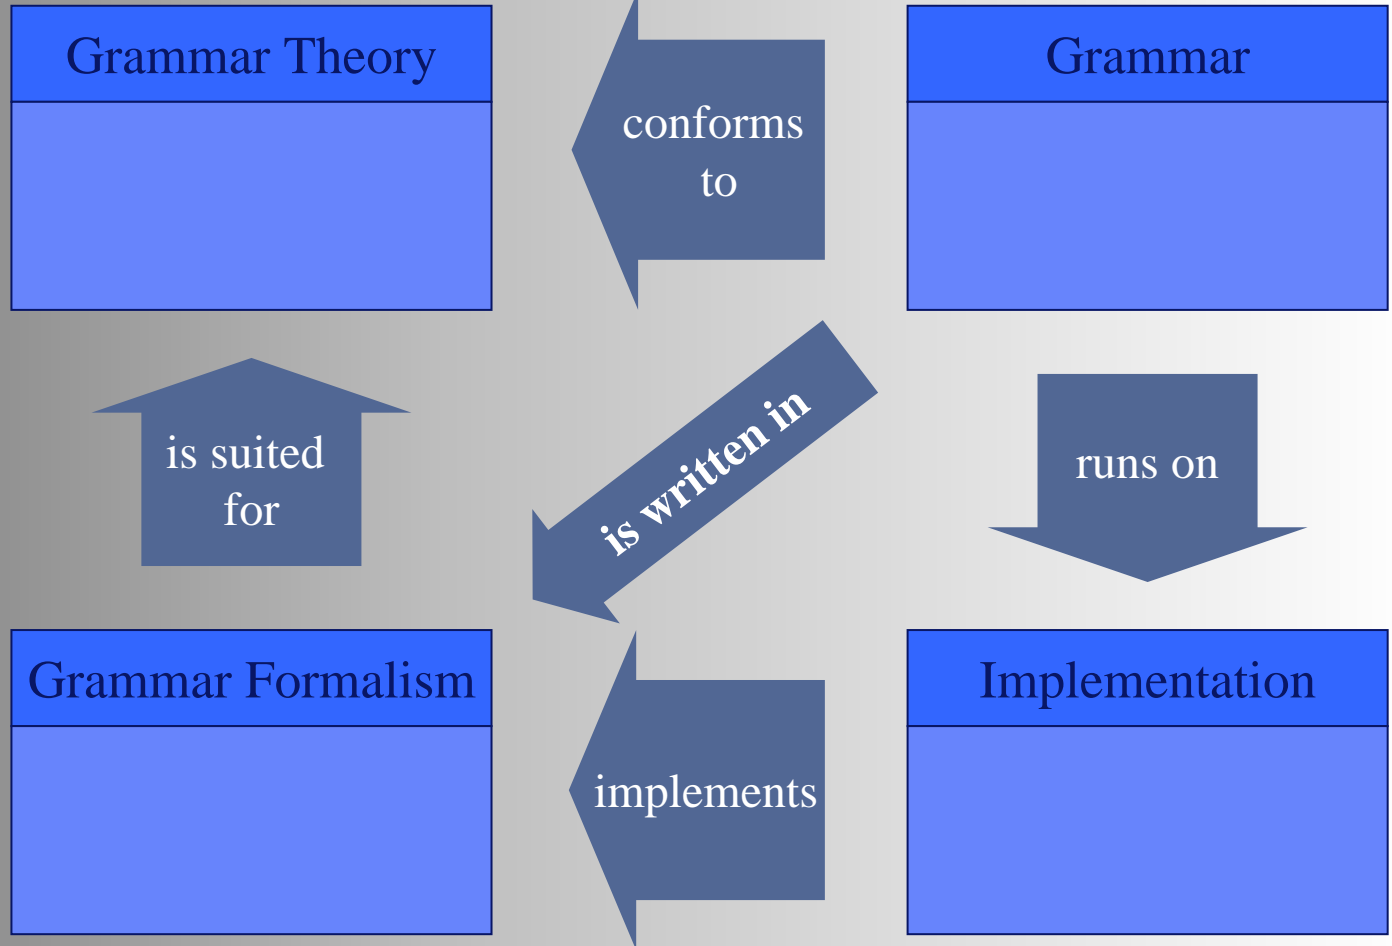 Grammar Theory
conforms
to
Grammar
is suited
for
is written in
runs on
Grammar Formalism
implements
Implementation